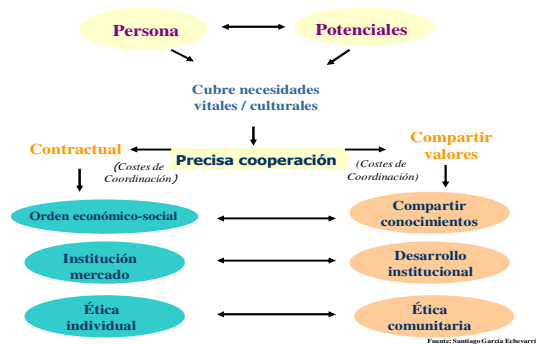 Persona
Potenciales
Cubre necesidades
vitales / culturales
Contractual
(Costes de
Coordinación)
Precisa cooperación
(Costes de
Coordinación)
Compartir
valores
Orden económico-social
Compartir
conocimientos
Institución
mercado
Desarrollo
institucional
Ética
individual
Ética
comunitaria
Fuente: Santiago García Echevarrí